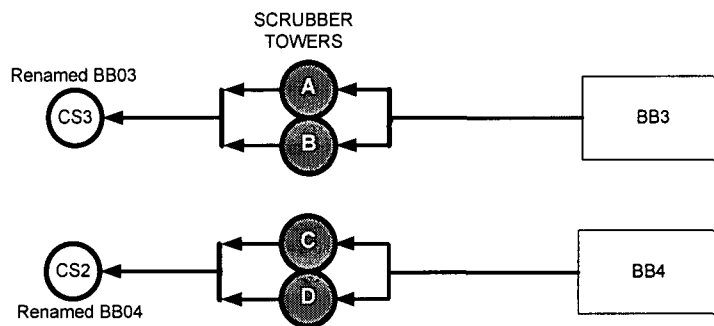 SCRUBBER
TOWERS
Renamed BB03
CS3
A
B
BB3
C
D
CS2
BB4
Renamed BB04